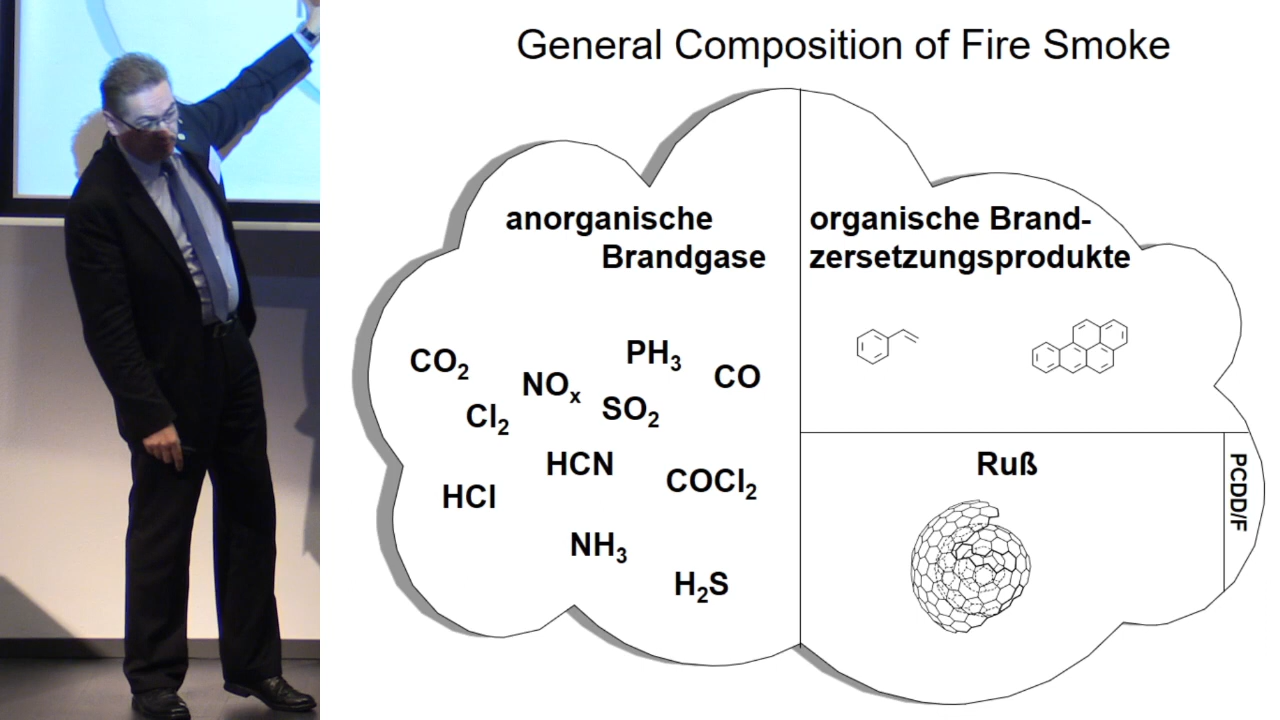 General Composition of Fire Smoke
anorganische
Brandgase
organische Brand-
zersetzungsprodukte
CO₂
NOₓ
PH₃
CO
Cl₂
SO₂
HCN
COCl₂
HCl
NH₃
H₂S
Ruß
PCDD/F